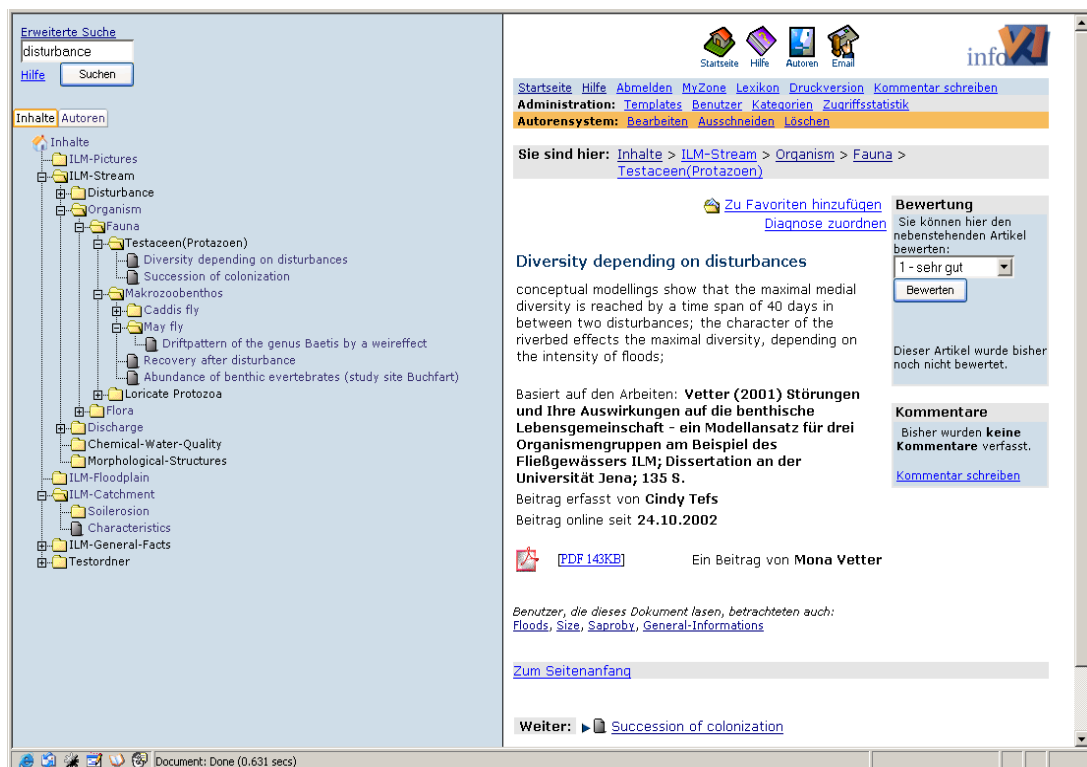 Erweiterte Suche
disturbance
Hilfe Suchen
Inhalte Autoren
Inhalte
ILM-Pictures
ILM-Stream
Disturbance
Organism
Fauna
Testaceen(Protazoen)
Diversity depending on disturbances
Succession of colonization
Makrozoobenthos
Caddis fly
May fly
Driftpattern of the genus Baetis by a weireffect
Recovery after disturbance
Abundance of benthic evertebrates (study site Buchfart)
Loricate Protozoa
Flora
Discharge
Chemical-Water-Quality
Morphological-Structures
ILM-Floodplain
ILM-Catchment
Soilerosion
Characteristics
ILM-General-Facts
Testordner
Startseite Hilfe Autoren Email
info VI
Startseite Hilfe Abmelden MyZone Lexikon Druckversion Kommentar schreiben
Administration: Templates Benutzer Kategorien Zugriffsstatistik
Autorensystem: Bearbeiten Ausschneiden Löschen
Sie sind hier: Inhalte > ILM-Stream > Organism > Fauna >
Testaceen(Protazoen)
Zu Favoriten hinzufügen
Diagnose zuordnen
Diversity depending on disturbances
conceptual modellings show that the maximal medial
diversity is reached by a time span of 40 days in
between two disturbances; the character of the
riverbed effects the maximal diversity, depending on
the intensity of floods;
Basiert auf den Arbeiten: Vetter (2001) Störungen
und Ihre Auswirkungen auf die benthische
Lebensgemeinschaft - ein Modellansatz für drei
Organismengruppen am Beispiel des
Fließgewässers ILM; Dissertation an der
Universität Jena; 135 S.
Beitrag erfasst von Cindy Tefs
Beitrag online seit 24.10.2002
[PDF 143KB] Ein Beitrag von Mona Vetter
Benutzer, die dieses Dokument lasen, betrachteten auch:
Floods, Size, Saproby, General-Informations
Zum Seitenanfang
Weiter: Succession of colonization
Bewertung
Sie können hier den
nebenstehenden Artikel
bewerten:
1 - sehr gut
Bewerten
Dieser Artikel wurde bisher
noch nicht bewertet.
Kommentare
Bisher wurden keine
Kommentare verfasst.
Kommentar schreiben
Document: Done (0.631 secs)